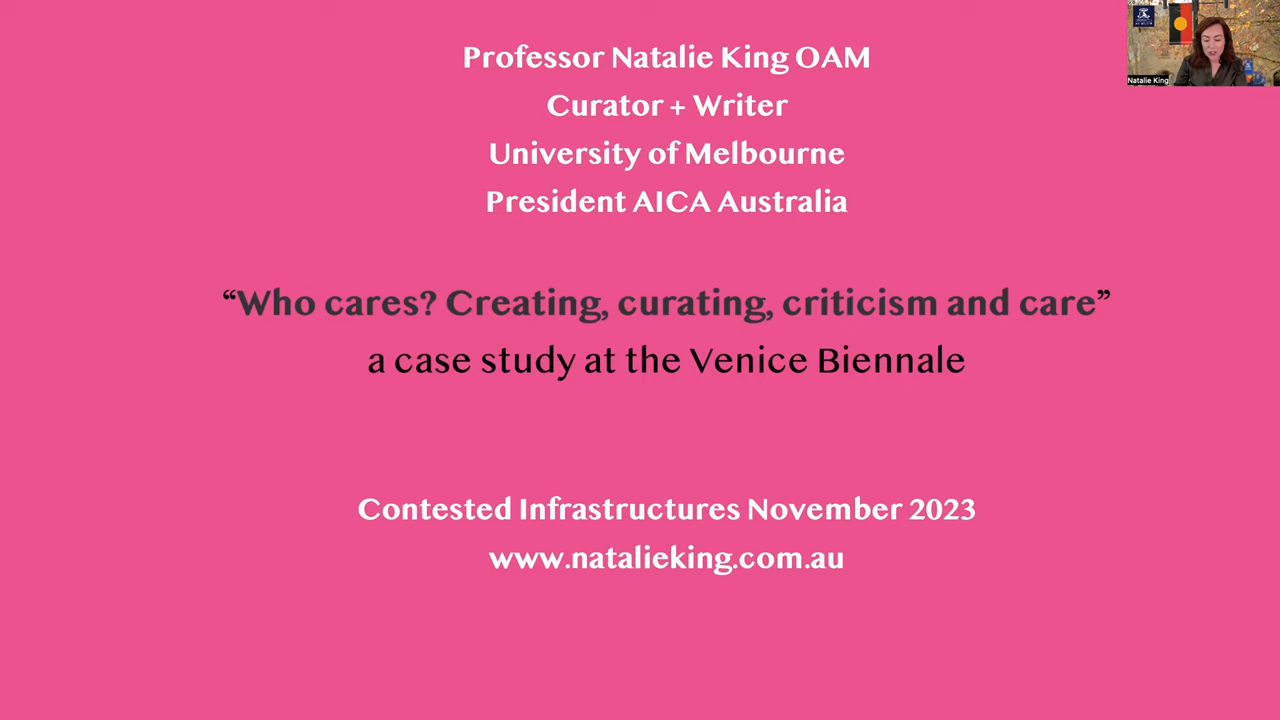 Professor Natalie King OAM
Curator + Writer
University of Melbourne
President AICA Australia
“Who cares? Creating, curating, criticism and care”
a case study at the Venice Biennale
Contested Infrastructures November 2023
www.natalieking.com.au
Natalie King